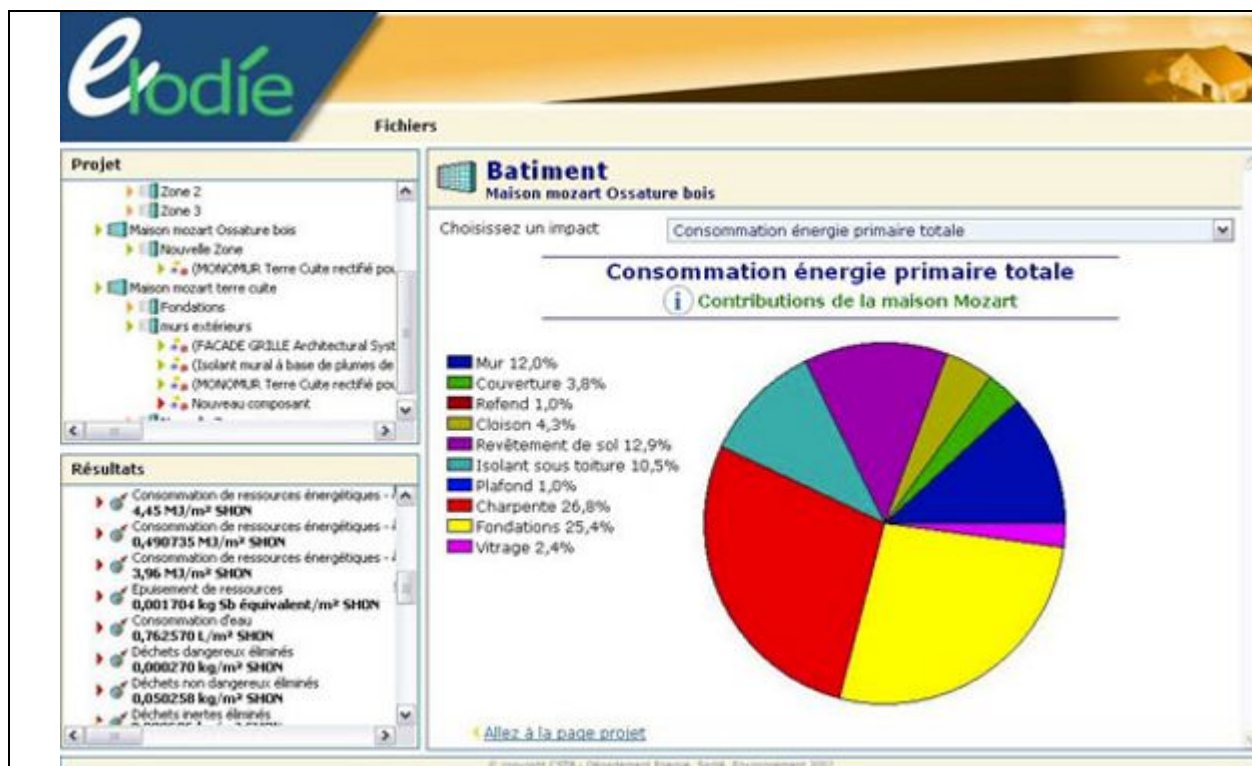 elodíe
Fichiers
Projet
Zone 2
Zone 3
Maison mozart Ossature bois
Nouvelle Zone
(MONOMUR Terre Cuite rectifié pou
Maison mozart terre cuite
Fondations
murs extérieurs
(FACADE GRILLE Architectural Syst
(Isolant mural à base de plumes de
(MONOMUR Terre Cuite rectifié pou
Nouveau composant
Résultats
Consommation de ressources énergétiques -
4,45 MJ/m² SHON
Consommation de ressources énergétiques -
0,490735 MJ/m² SHON
Consommation de ressources énergétiques -
3,96 MJ/m² SHON
Epuisement de ressources
0,001704 kg Sb équivalent/m² SHON
Consommation d'eau
0,762570 L/m² SHON
Déchets dangereux éliminés
0,000270 kg/m² SHON
Déchets non dangereux éliminés
0,050258 kg/m² SHON
Déchets inertes éliminés
Batiment
Maison mozart Ossature bois
Choisissez un impact
Consommation énergie primaire totale
Consommation énergie primaire totale
i Contributions de la maison Mozart
Mur 12,0%
Couverture 3,8%
Refend 1,0%
Cloison 4,3%
Revêtement de sol 12,9%
Isolant sous toiture 10,5%
Plafond 1,0%
Charpente 26,8%
Fondations 25,4%
Vitrage 2,4%
Allez à la page projet
© copyright CSTB - Département Energie, Santé, Environnement 2007